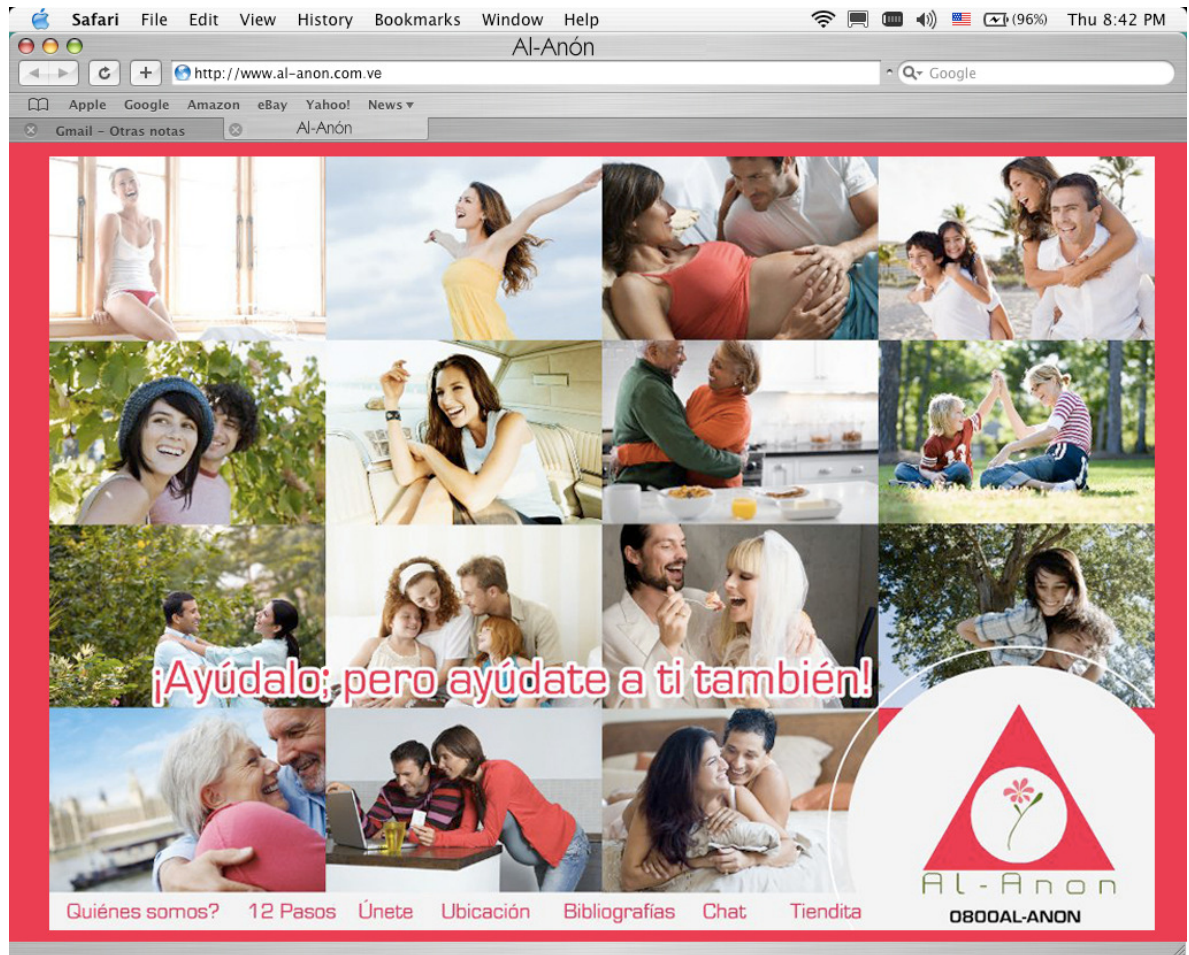 Safari File Edit View History Bookmarks Window Help (96%) Thu 8:42 PM
Al-Anón
http://www.al-anon.com.ve Google
Apple Google Amazon eBay Yahoo! News
Gmail – Otras notas Al-Anón
¡Ayúdalo; pero ayúdate a ti también!
Al-Anon
Quiénes somos? 12 Pasos Únete Ubicación Bibliografías Chat Tiendita 0800AL-ANON